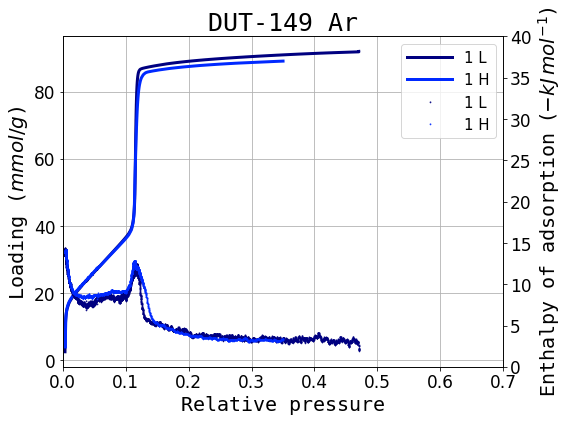 DUT-149 Ar
Loading (mmol/g)
80
60
40
20
0
0.0 0.1 0.2 0.3 0.4 0.5 0.6 0.7
Relative pressure
40
35
30
25
20
15
10
5
0
Enthalpy of adsorption (−kJmol⁻¹)
1 L
1 H
1 L
1 H